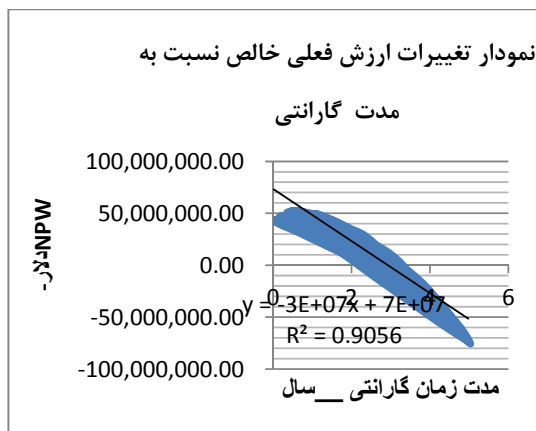 نمودار تغییرات ارزش فعلی خالص نسبت به
مدت گارانتی
100,000,000.00
50,000,000.00
0.00
-50,000,000.00
-100,000,000.00
NPWدلار-
0
2
4
6
y = -3E+07x + 7E+07
R² = 0.9056
مدت زمان گارانتی __سال